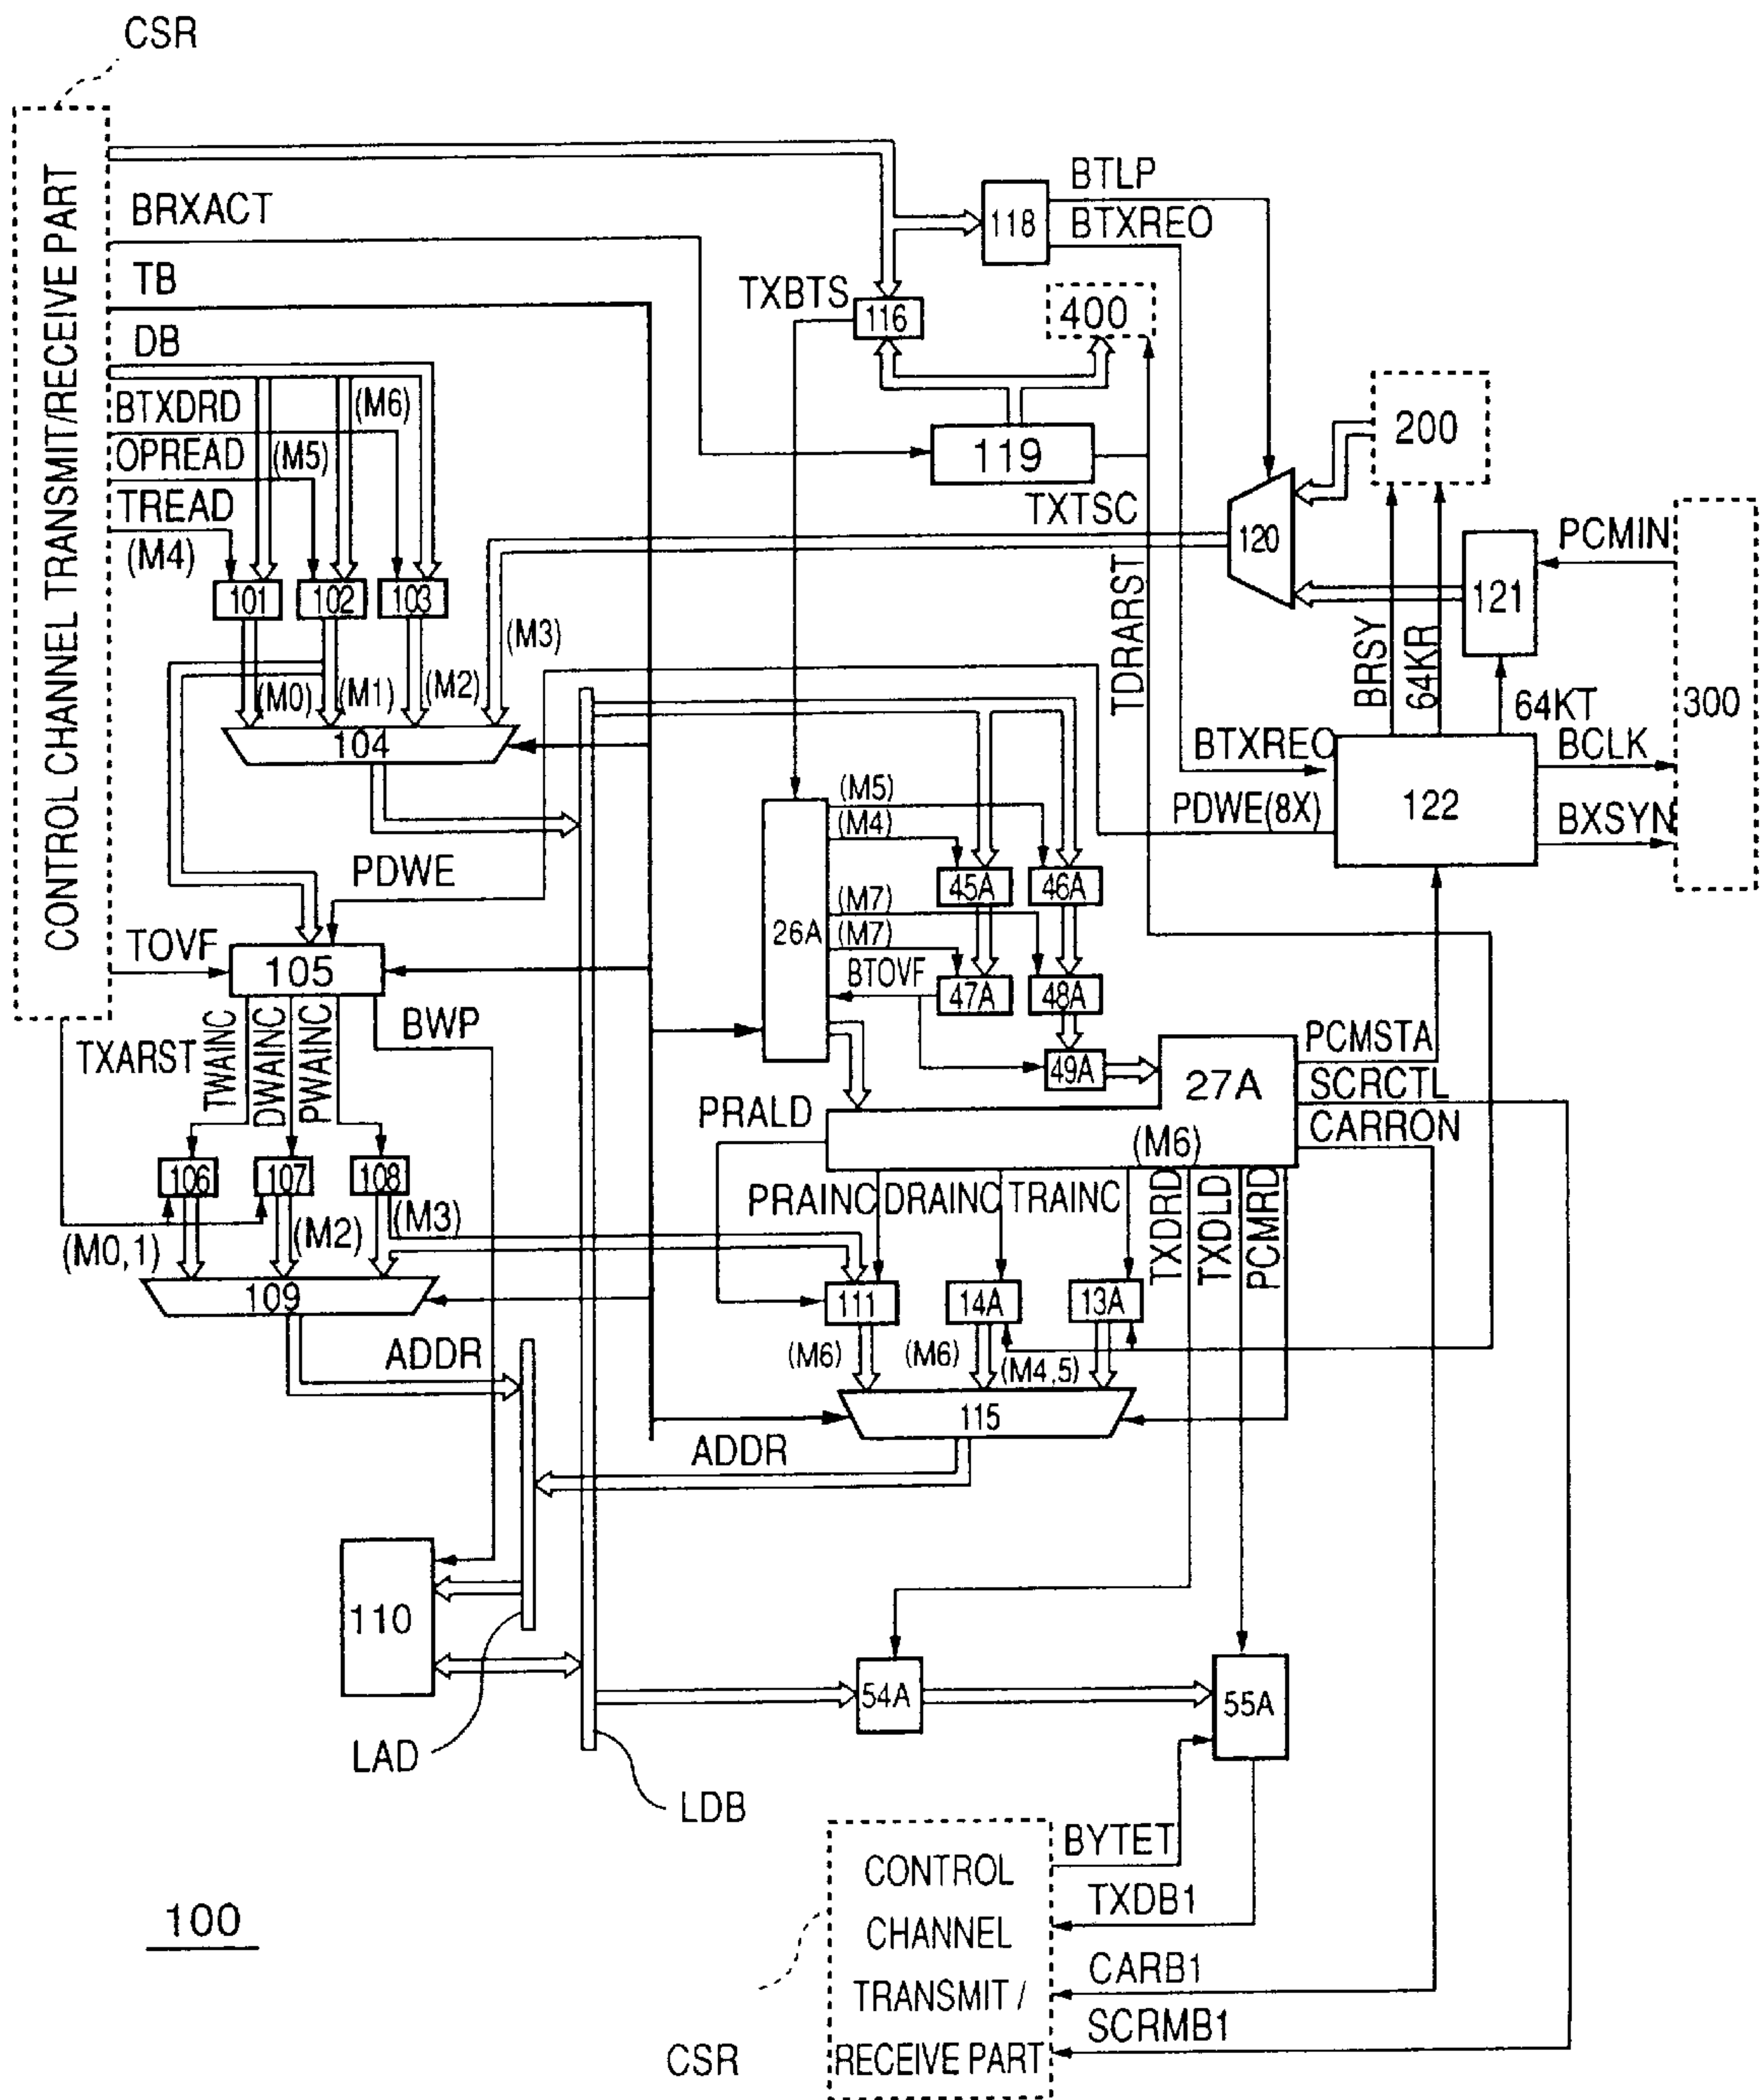 CSR
CONTROL CHANNEL TRANSMIT/RECEIVE PART
BRXACT
TB
DB
BTXDRD
(M6)
OPREAD
(M5)
TREAD
(M4)
101
102
103
(M0)
(M1)
(M2)
(M3)
104
118
BTLP
BTXREO
TXBTS
116
400
119
TXTSC
TDRARST
120
200
121
PCMIN
300
BRSY
64KR
64KT
BTXREO
PDWE(8X)
122
BCLK
BXSYN
PDWE
TOVF
105
TXARST
TWAINC
DWAINC
PWAINC
BWP
106
107
108
(M0,1)
(M2)
(M3)
109
ADDR
26A
(M5)
(M4)
(M7)
(M7)
BTOVF
45A
46A
47A
48A
49A
27A
PCMSTA
SCRCTL
CARRON
PRALD
(M6)
PRAINC
DRAINC
TRAINC
TXDRD
TXDLD
PCMRD
111
14A
13A
(M6)
(M6)
(M4,5)
115
ADDR
110
LAD
LDB
54A
55A
BYTET
TXDB1
CARB1
SCRMB1
CONTROL
CHANNEL
TRANSMIT /
RECEIVE PART
CSR
100